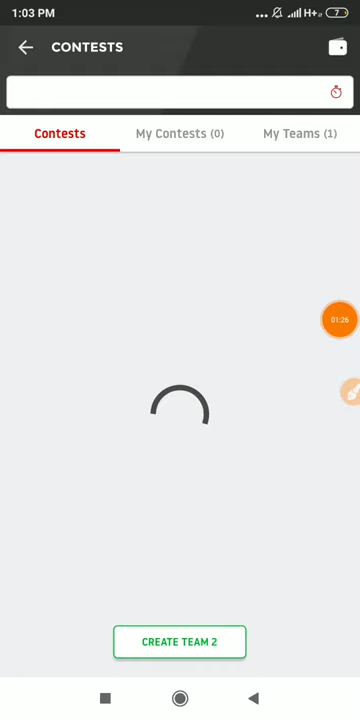 1:03 PM
H+
7
CONTESTS
Contests
My Contests (0)
My Teams (1)
01:26
CREATE TEAM 2